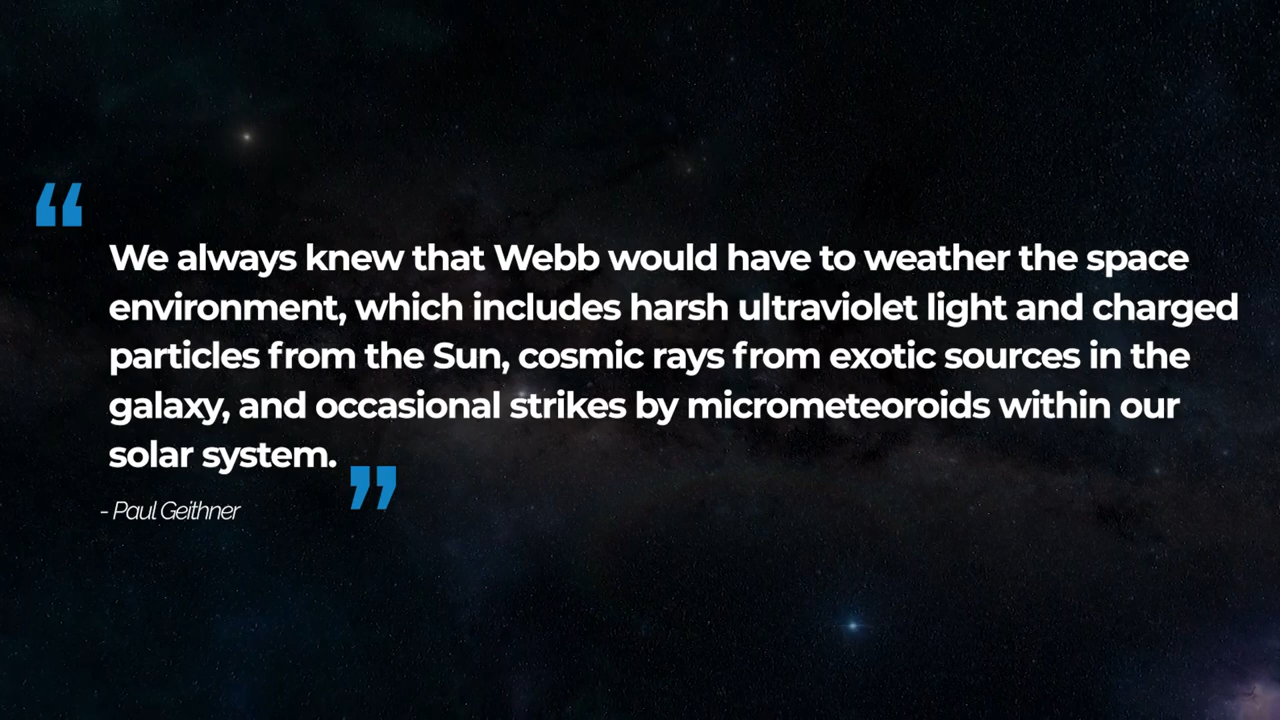 “
We always knew that Webb would have to weather the space
environment, which includes harsh ultraviolet light and charged
particles from the Sun, cosmic rays from exotic sources in the
galaxy, and occasional strikes by micrometeoroids within our
solar system. ”
- Paul Geithner